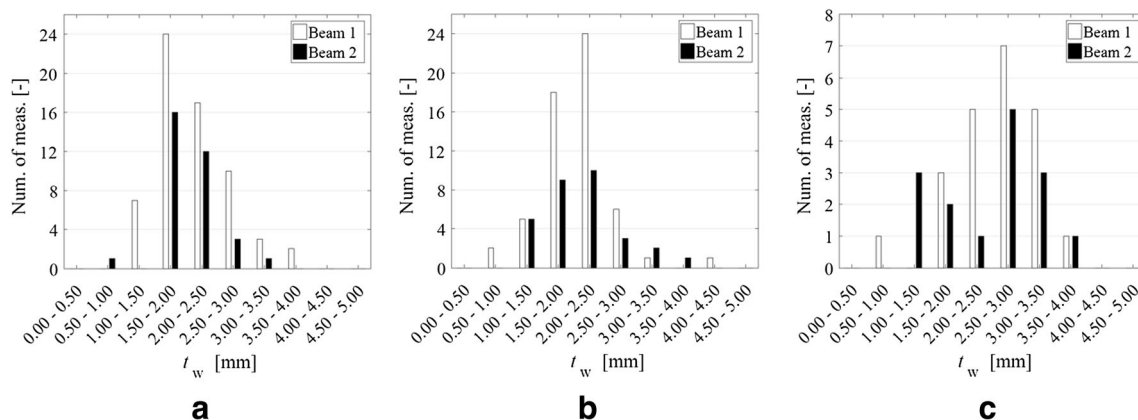 24
20
16
12
8
4
0
Num. of meas. [-]
Beam 1
Beam 2
0.00 - 0.50
0.50 - 1.00
1.00 - 1.50
1.50 - 2.00
2.00 - 2.50
2.50 - 3.00
3.00 - 3.50
3.50 - 4.00
4.00 - 4.50
4.50 - 5.00
t_w [mm]
a
24
20
16
12
8
4
0
Num. of meas. [-]
Beam 1
Beam 2
0.00 - 0.50
0.50 - 1.00
1.00 - 1.50
1.50 - 2.00
2.00 - 2.50
2.50 - 3.00
3.00 - 3.50
3.50 - 4.00
4.00 - 4.50
4.50 - 5.00
t_w [mm]
b
8
7
6
5
4
3
2
1
0
Num. of meas. [-]
Beam 1
Beam 2
0.00 - 0.50
0.50 - 1.00
1.00 - 1.50
1.50 - 2.00
2.00 - 2.50
2.50 - 3.00
3.00 - 3.50
3.50 - 4.00
4.00 - 4.50
4.50 - 5.00
t_w [mm]
c